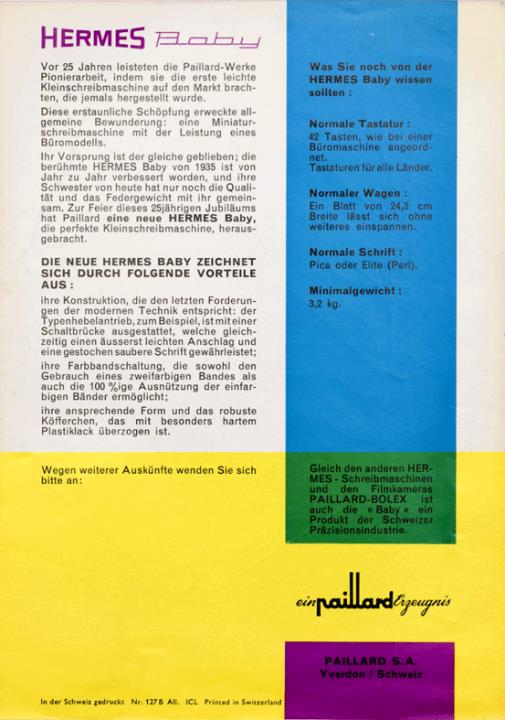 HERMES Baby
Vor 25 Jahren leisteten die Paillard-Werke
Pionierarbeit, indem sie die erste leichte
Kleinschreibmaschine auf den Markt brach-
ten, die jemals hergestellt wurde.
Diese erstaunliche Schöpfung erweckte all-
gemeine Bewunderung: eine Miniatur-
schreibmaschine mit der Leistung eines
Büromodells.
Ihr Vorsprung ist der gleiche geblieben; die
berühmte HERMES Baby von 1935 ist von
Jahr zu Jahr verbessert worden, und ihre
Schwester von heute hat nur noch die Quali-
tät und das Federgewicht mit ihr gemein-
sam. Zur Feier dieses 25jährigen Jubiläums
hat Paillard eine neue HERMES Baby,
die perfekte Kleinschreibmaschine, heraus-
gebracht.
DIE NEUE HERMES BABY ZEICHNET
SICH DURCH FOLGENDE VORTEILE
AUS :
ihre Konstruktion, die den letzten Forderun-
gen der modernen Technik entspricht: der
Typenhebelantrieb, zum Beispiel, ist mit einer
Schaltbrücke ausgestattet, welche gleich-
zeitig einen äusserst leichten Anschlag und
eine gestochen saubere Schrift gewährleistet;
ihre Farbbandschaltung, die sowohl den
Gebrauch eines zweifarbigen Bandes als
auch die 100 %ige Ausnützung der einfar-
bigen Bänder ermöglicht;
ihre ansprechende Form und das robuste
Köfferchen, das mit besonders hartem
Plastiklack überzogen ist.
Wegen weiterer Auskünfte wenden Sie sich
bitte an:
Was Sie noch von der
HERMES Baby wissen
sollten :
Normale Tastatur :
42 Tasten, wie bei einer
Büromaschine angeord-
net.
Tastaturen für alle Länder.
Normaler Wagen :
Ein Blatt von 24,3 cm
Breite lässt sich ohne
weiteres einspannen.
Normale Schrift :
Pica oder Elite (Perl).
Minimalgewicht :
3,2 kg.
Gleich den anderen HER-
MES - Schreibmaschinen
und den Filmkameras
PAILLARD-BOLEX ist
auch die « Baby » ein
Produkt der Schweizer
Präzisionsindustrie.
ein paillard Erzeugnis
PAILLARD S.A.
Yverdon / Schweiz
In der Schweiz gedruckt Nr. 127 B All. ICL Printed in Switzerland